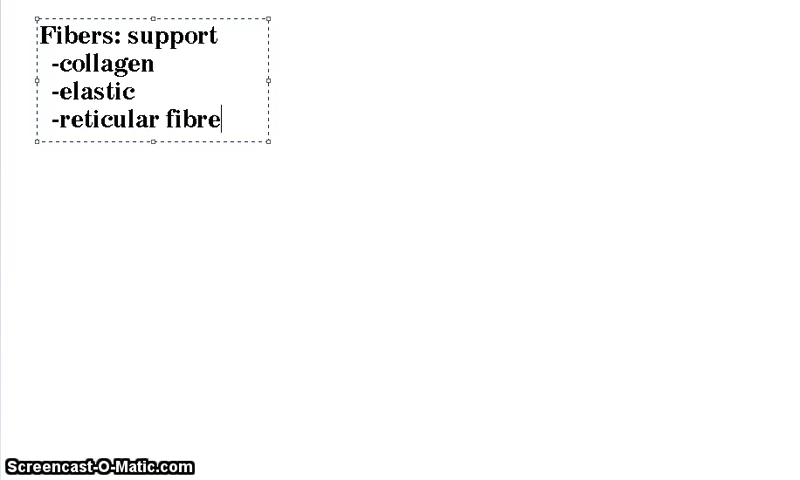 Fibers: support
-collagen
-elastic
-reticular fibre
Screencast-O-Matic.com